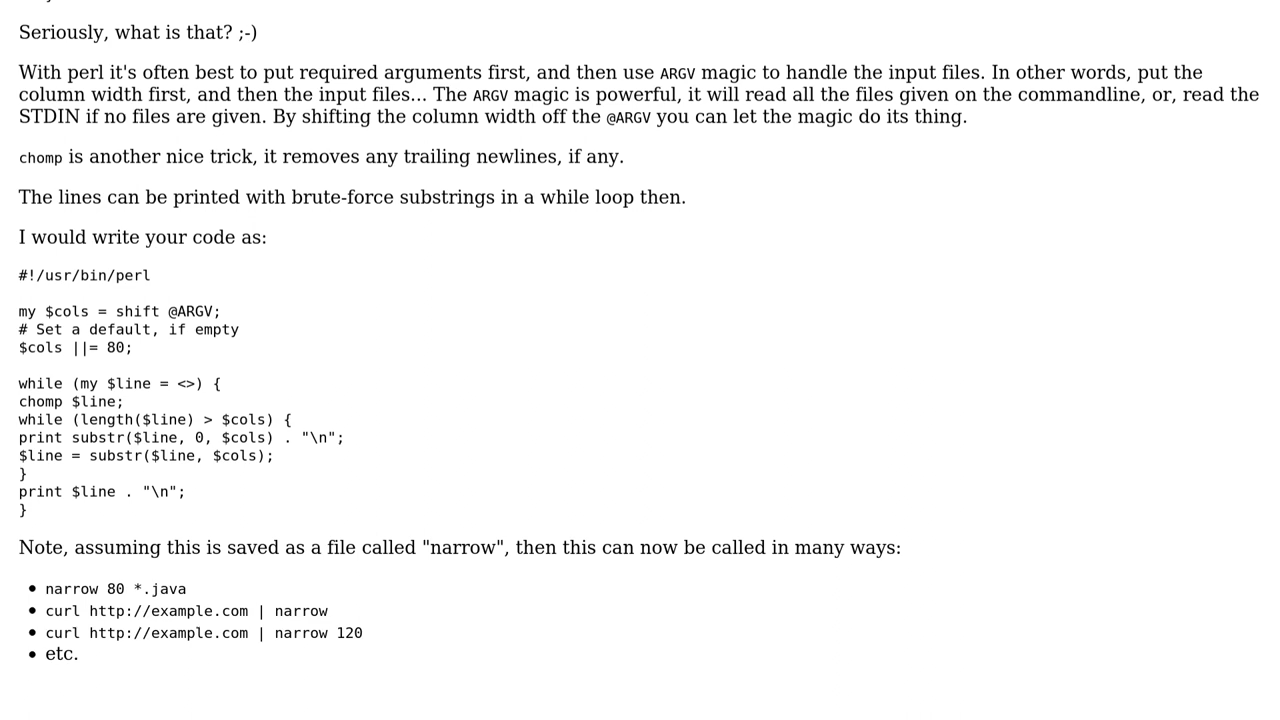 Seriously, what is that? ;-)
With perl it's often best to put required arguments first, and then use ARGV magic to handle the input files. In other words, put the
column width first, and then the input files... The ARGV magic is powerful, it will read all the files given on the commandline, or, read the
STDIN if no files are given. By shifting the column width off the @ARGV you can let the magic do its thing.
chomp is another nice trick, it removes any trailing newlines, if any.
The lines can be printed with brute-force substrings in a while loop then.
I would write your code as:
#!/usr/bin/perl
my $cols = shift @ARGV;
# Set a default, if empty
$cols ||= 80;
while (my $line = <>) {
chomp $line;
while (length($line) > $cols) {
print substr($line, 0, $cols) . "\n";
$line = substr($line, $cols);
}
print $line . "\n";
}
Note, assuming this is saved as a file called "narrow", then this can now be called in many ways:
• narrow 80 *.java
• curl http://example.com | narrow
• curl http://example.com | narrow 120
• etc.